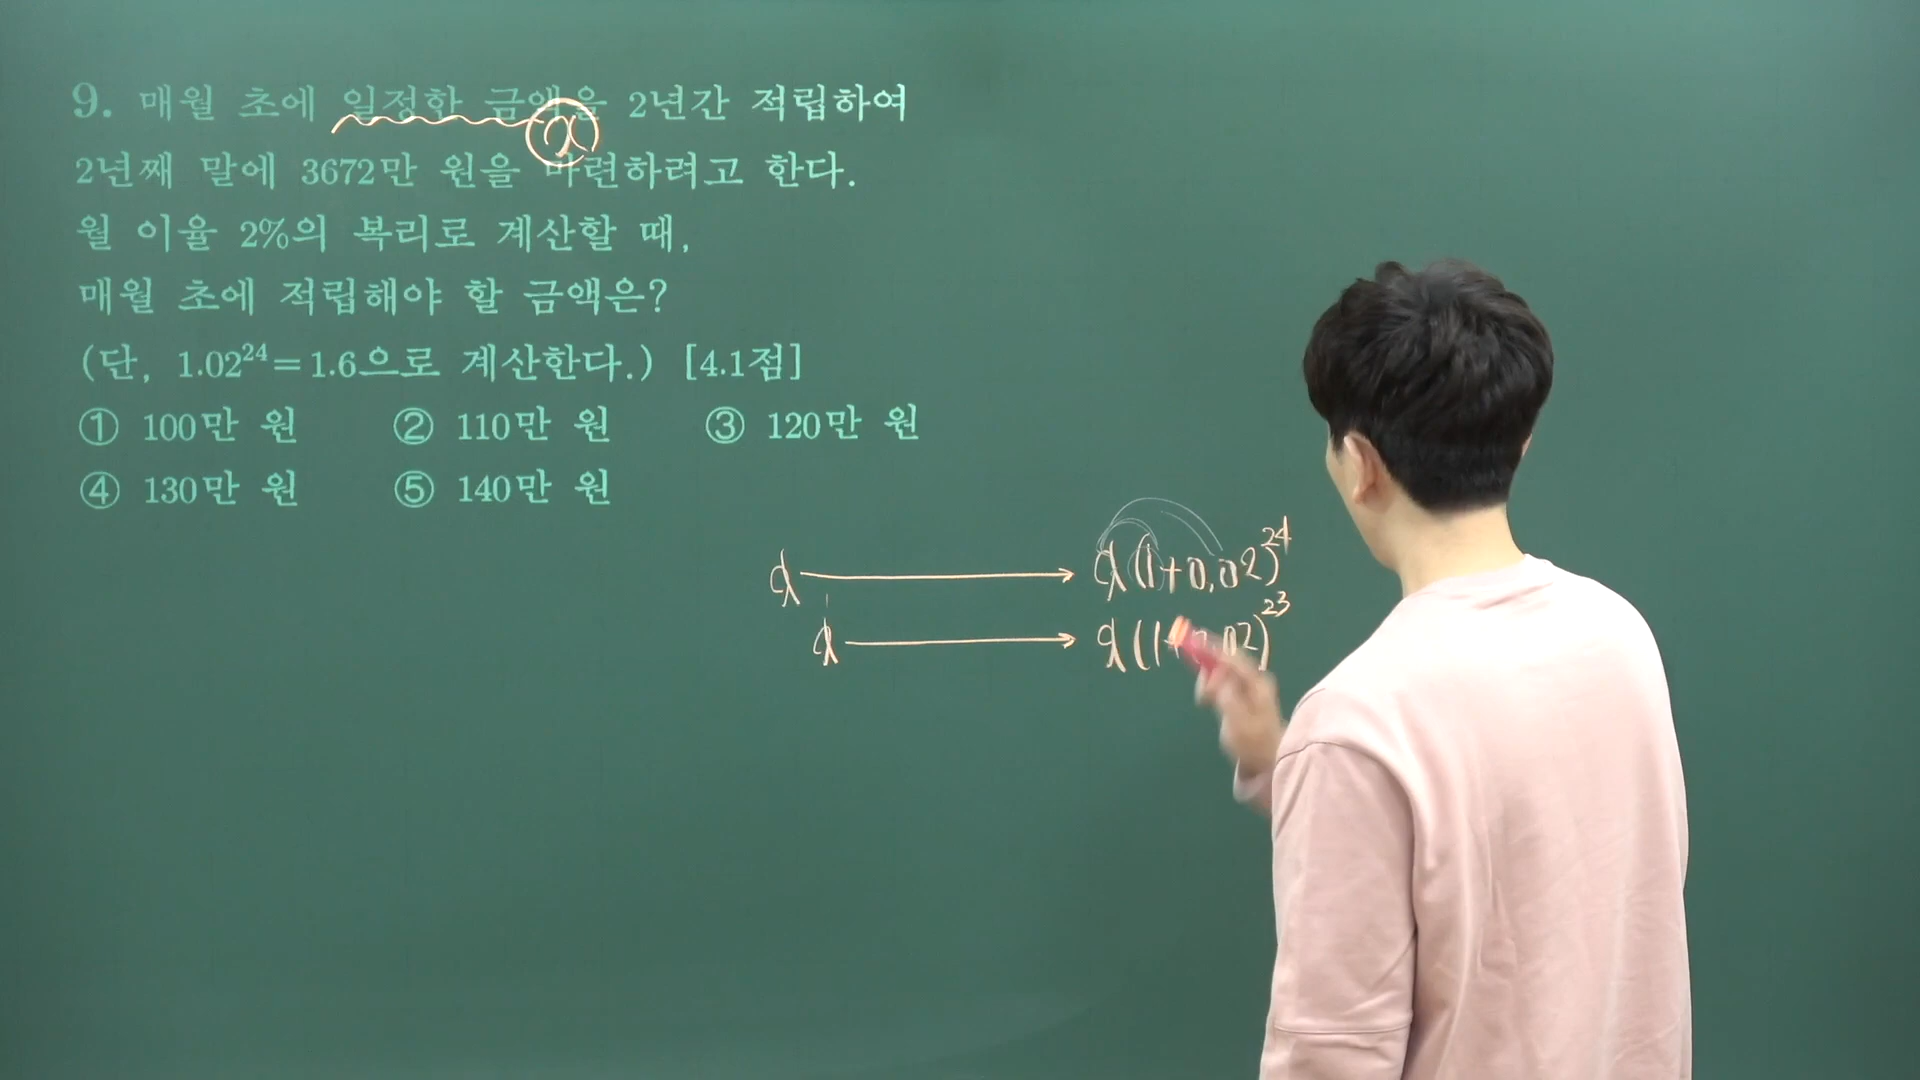 9. 매월 초에 일정한 금액을 2년간 적립하여
2년째 말에 3672만 원을 마련하려고 한다.
월 이율 2%의 복리로 계산할 때,
매월 초에 적립해야 할 금액은?
(단, 1.02²⁴=1.6으로 계산한다.) [4.1점]
① 100만 원 ② 110만 원 ③ 120만 원
④ 130만 원 ⑤ 140만 원
a
a → a(1+0.02)²⁴
a → a(1+0.02)²³